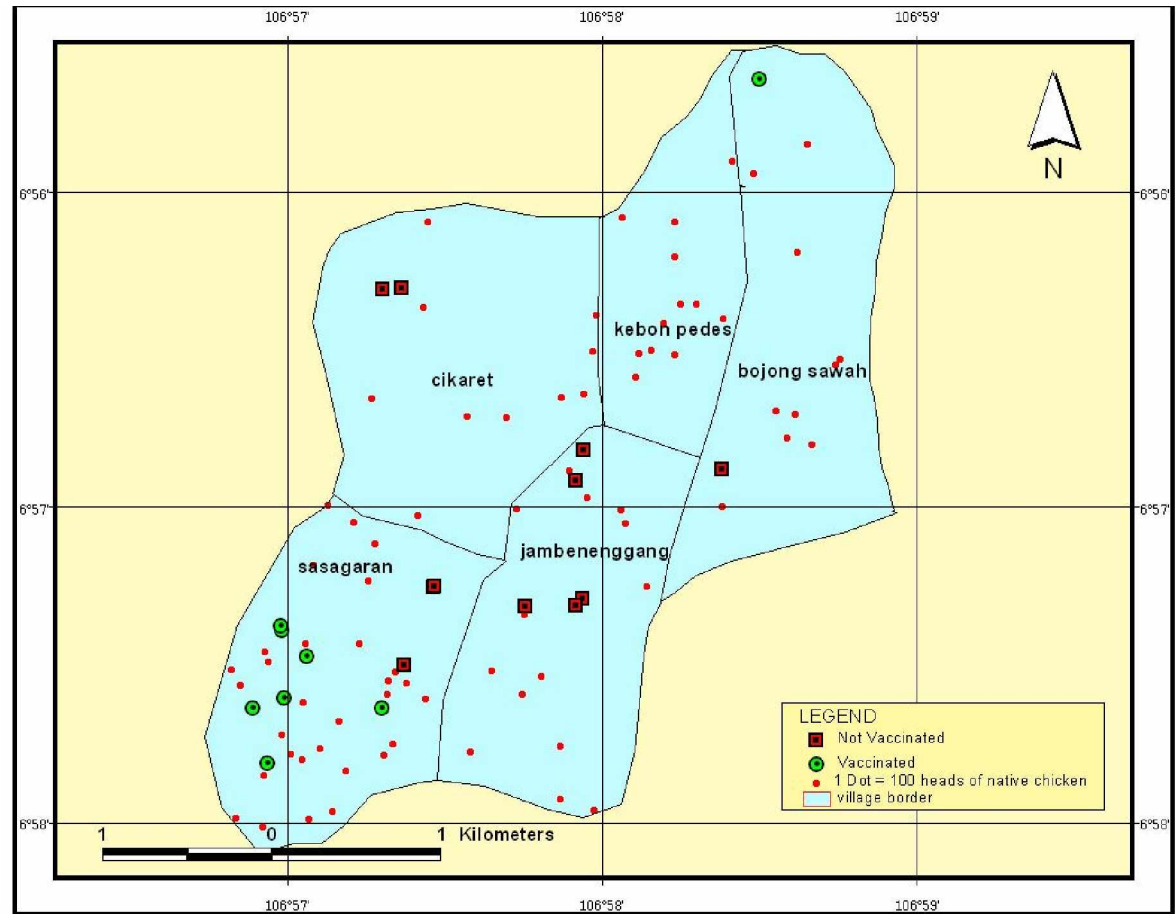 106°57' 106°58' 106°59'
N
6°56' 6°56'
kebon pedes
bojong sawah
cikaret
6°57' 6°57'
jambenenggang
sasagaran
LEGEND
Not Vaccinated
Vaccinated
1 Dot = 100 heads of native chicken
village border
6°58' 6°58'
1 0 1 Kilometers
106°57' 106°58' 106°59'